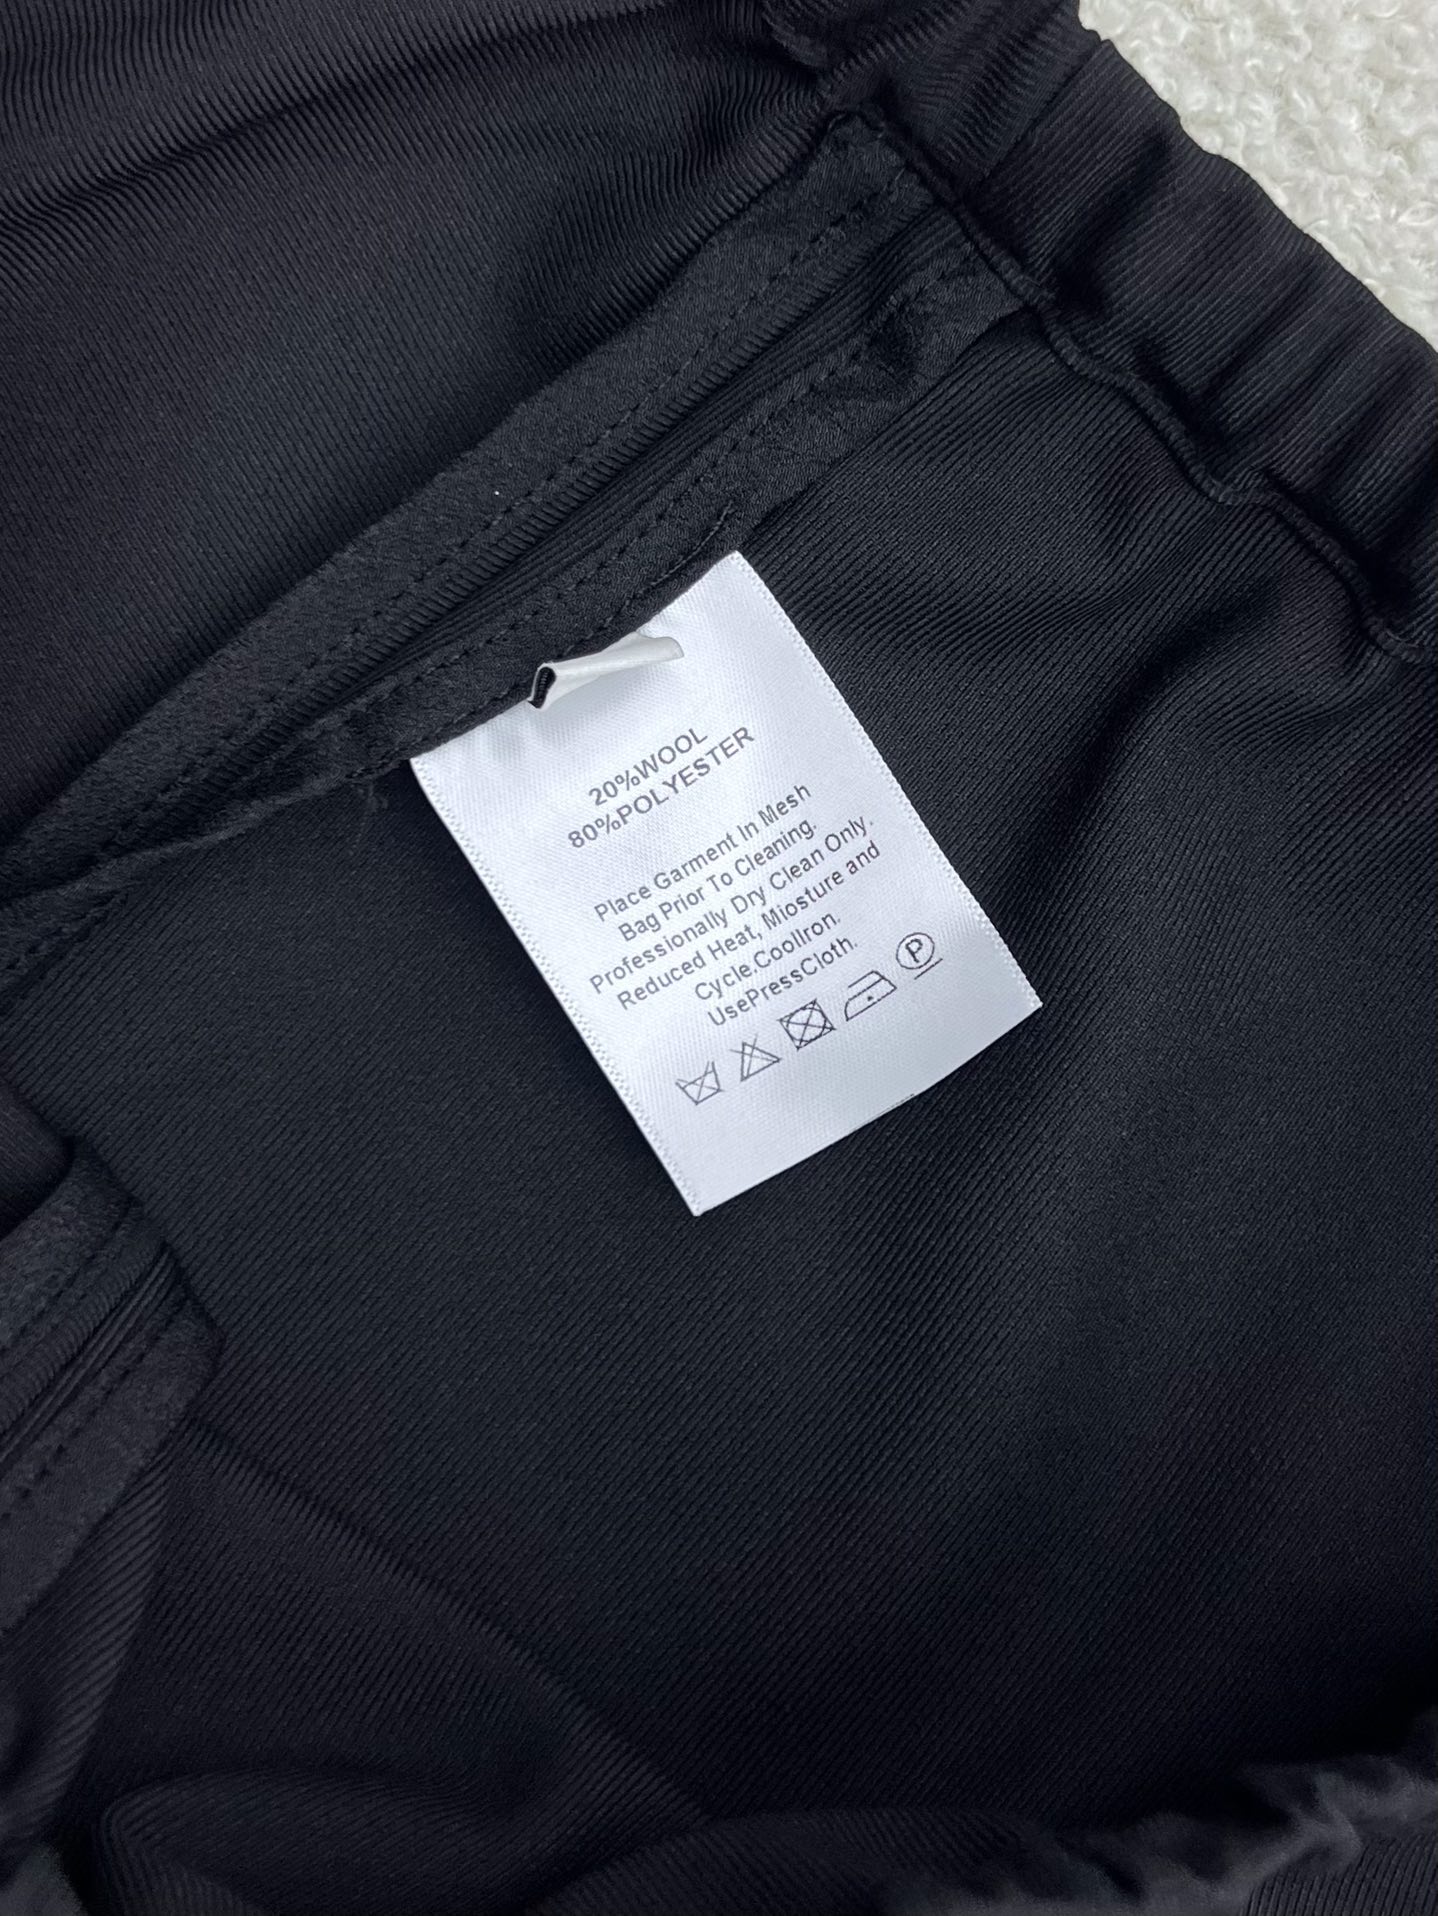 20%WOOL
80%POLYESTER
Place Garment In Mesh
Bag Prior To Cleaning.
Professionally Dry Clean Only.
Reduced Heat, Miosture and
Cycle.CoolIron.
UsePressCloth.
P